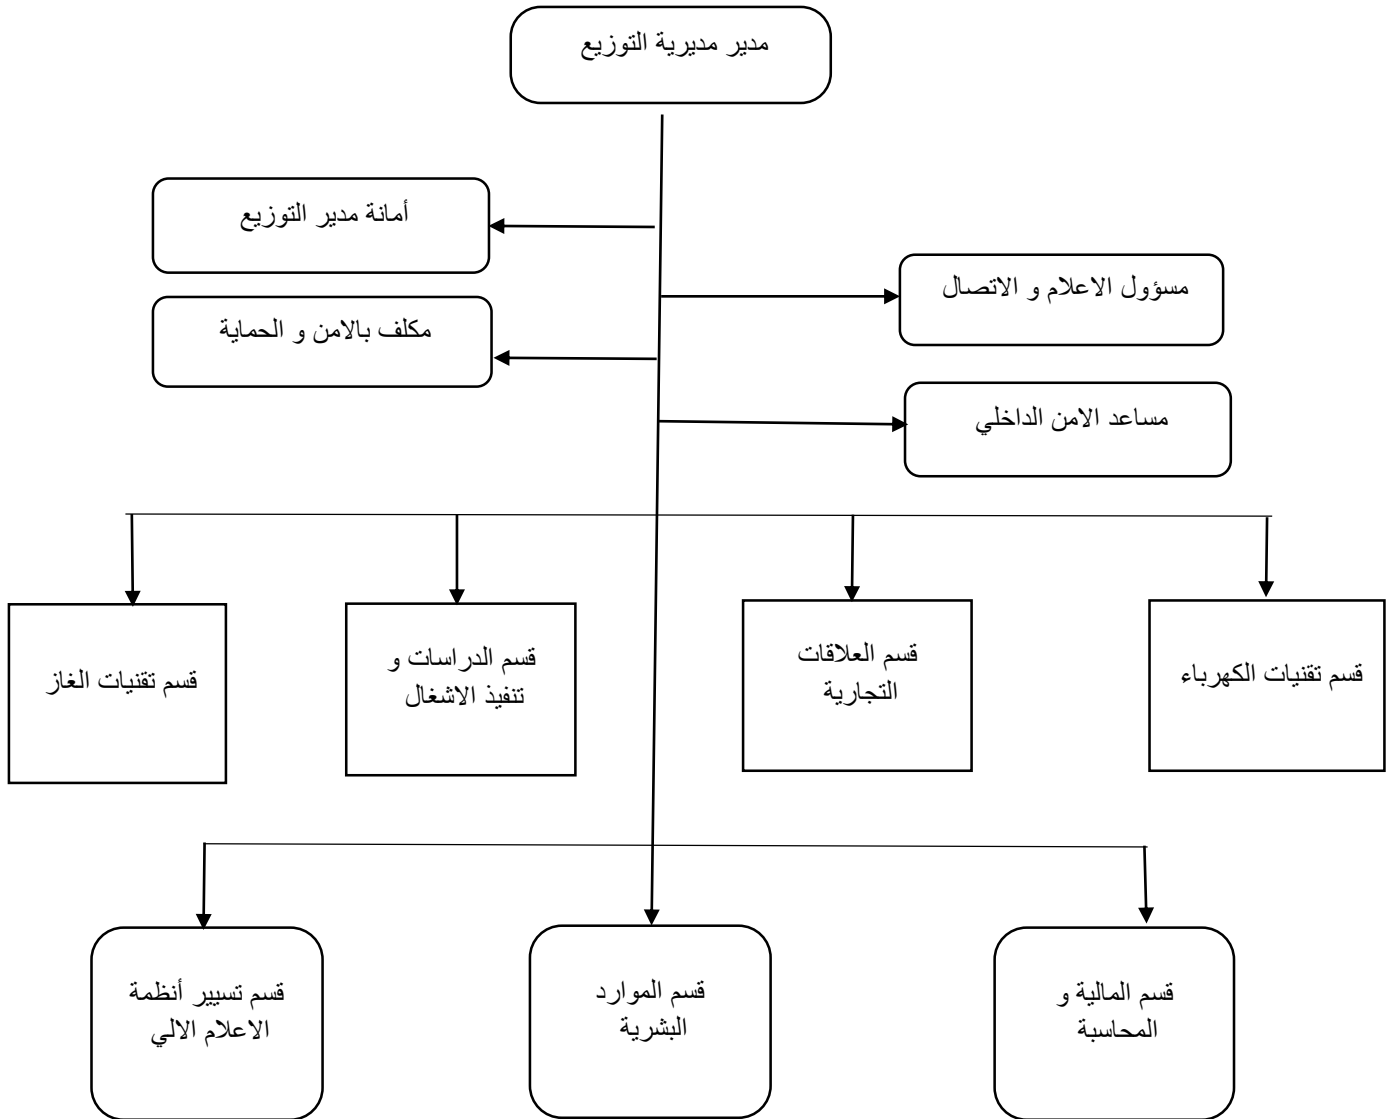 مدير مديرية التوزيع
أمانة مدير التوزيع
مسؤول الاعلام و الاتصال
مكلف بالامن و الحماية
مساعد الامن الداخلي
قسم تقنيات الكهرباء
قسم العلاقات
التجارية
قسم الدراسات و
تنفيذ الاشغال
قسم تقنيات الغاز
قسم المالية و
المحاسبة
قسم الموارد
البشرية
قسم تسيير أنظمة
الاعلام الالي